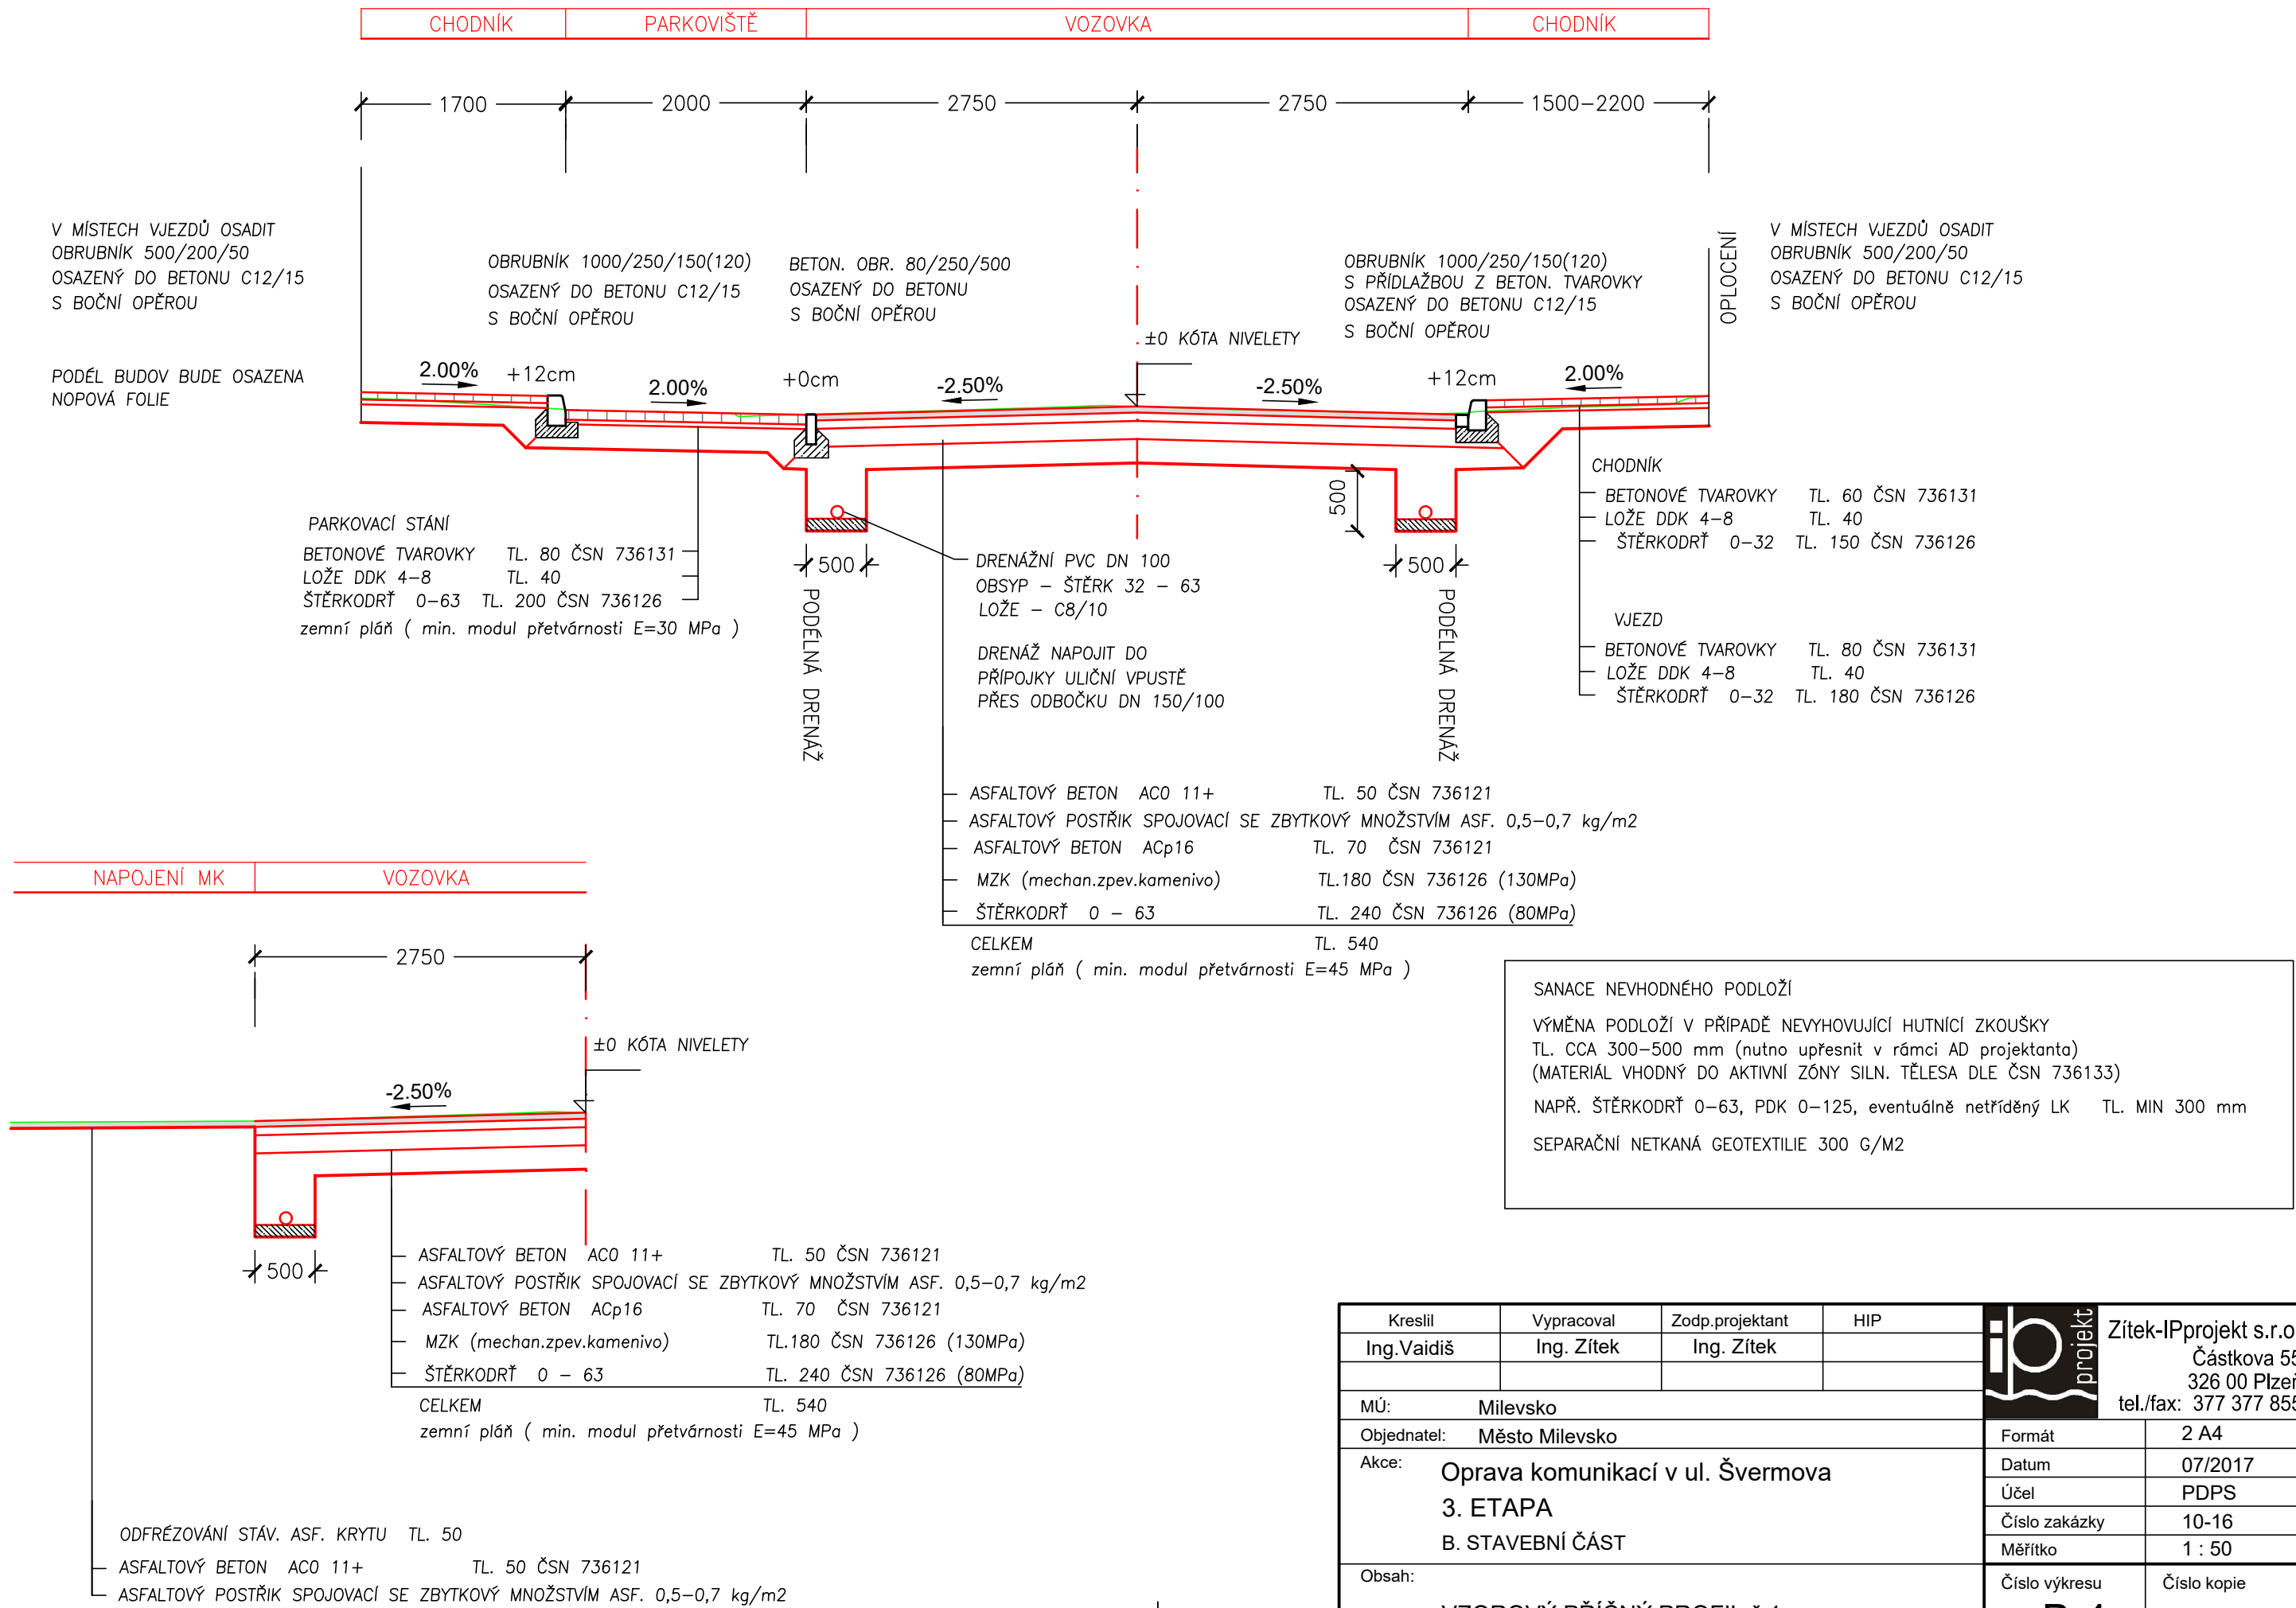 CHODNÍK PARKOVIŠTĚ VOZOVKA CHODNÍK
1700 2000 2750 2750 1500-2200
V MÍSTECH VJEZDŮ OSADIT
OBRUBNÍK 500/200/50
OSAZENÝ DO BETONU C12/15
S BOČNÍ OPĚROU
PODÉL BUDOV BUDE OSAZENA
NOPOVÁ FOLIE
OBRUBNÍK 1000/250/150(120)
OSAZENÝ DO BETONU C12/15
S BOČNÍ OPĚROU
BETON. OBR. 80/250/500
OSAZENÝ DO BETONU
S BOČNÍ OPĚROU
±0 KÓTA NIVELETY
OBRUBNÍK 1000/250/150(120)
S PŘÍDLAŽBOU Z BETON. TVAROVKY
OSAZENÝ DO BETONU C12/15
S BOČNÍ OPĚROU
OPLOCENÍ
V MÍSTECH VJEZDŮ OSADIT
OBRUBNÍK 500/200/50
OSAZENÝ DO BETONU C12/15
S BOČNÍ OPĚROU
2.00% +12cm 2.00% +0cm -2.50% -2.50% +12cm 2.00%
PARKOVACÍ STÁNÍ
BETONOVÉ TVAROVKY TL. 80 ČSN 736131
LOŽE DDK 4-8 TL. 40
ŠTĚRKODRŤ 0-63 TL. 200 ČSN 736126
zemní pláň ( min. modul přetvárnosti E=30 MPa )
500
PODÉLNÁ DRENÁŽ
DRENÁŽNÍ PVC DN 100
OBSYP - ŠTĚRK 32 - 63
LOŽE - C8/10
DRENÁŽ NAPOJIT DO
PŘÍPOJKY ULIČNÍ VPUSTĚ
PŘES ODBOČKU DN 150/100
500
500
PODÉLNÁ DRENÁŽ
CHODNÍK
BETONOVÉ TVAROVKY TL. 60 ČSN 736131
LOŽE DDK 4-8 TL. 40
ŠTĚRKODRŤ 0-32 TL. 150 ČSN 736126
VJEZD
BETONOVÉ TVAROVKY TL. 80 ČSN 736131
LOŽE DDK 4-8 TL. 40
ŠTĚRKODRŤ 0-32 TL. 180 ČSN 736126
ASFALTOVÝ BETON ACO 11+ TL. 50 ČSN 736121
ASFALTOVÝ POSTŘIK SPOJOVACÍ SE ZBYTKOVÝ MNOŽSTVÍM ASF. 0,5-0,7 kg/m2
ASFALTOVÝ BETON ACp16 TL. 70 ČSN 736121
MZK (mechan.zpev.kamenivo) TL.180 ČSN 736126 (130MPa)
ŠTĚRKODRŤ 0 - 63 TL. 240 ČSN 736126 (80MPa)
CELKEM TL. 540
zemní pláň ( min. modul přetvárnosti E=45 MPa )
NAPOJENÍ MK VOZOVKA
2750
±0 KÓTA NIVELETY
-2.50%
500
ASFALTOVÝ BETON ACO 11+ TL. 50 ČSN 736121
ASFALTOVÝ POSTŘIK SPOJOVACÍ SE ZBYTKOVÝ MNOŽSTVÍM ASF. 0,5-0,7 kg/m2
ASFALTOVÝ BETON ACp16 TL. 70 ČSN 736121
MZK (mechan.zpev.kamenivo) TL.180 ČSN 736126 (130MPa)
ŠTĚRKODRŤ 0 - 63 TL. 240 ČSN 736126 (80MPa)
CELKEM TL. 540
zemní pláň ( min. modul přetvárnosti E=45 MPa )
ODFRÉZOVÁNÍ STÁV. ASF. KRYTU TL. 50
ASFALTOVÝ BETON ACO 11+ TL. 50 ČSN 736121
ASFALTOVÝ POSTŘIK SPOJOVACÍ SE ZBYTKOVÝ MNOŽSTVÍM ASF. 0,5-0,7 kg/m2
SANACE NEVHODNÉHO PODLOŽÍ
VÝMĚNA PODLOŽÍ V PŘÍPADĚ NEVYHOVUJÍCÍ HUTNÍCÍ ZKOUŠKY
TL. CCA 300-500 mm (nutno upřesnit v rámci AD projektanta)
(MATERIÁL VHODNÝ DO AKTIVNÍ ZÓNY SILN. TĚLESA DLE ČSN 736133)
NAPŘ. ŠTĚRKODRŤ 0-63, PDK 0-125, eventuálně netříděný LK TL. MIN 300 mm
SEPARAČNÍ NETKANÁ GEOTEXTILIE 300 G/M2
Kreslil Vypracoval Zodp.projektant HIP
Ing.Vaidiš Ing. Zítek Ing. Zítek
MÚ: Milevsko
Objednatel: Město Milevsko
Akce: Oprava komunikací v ul. Švermova
3. ETAPA
B. STAVEBNÍ ČÁST
Obsah:
ip projekt
Zítek-IPprojekt s.r.o
Částkova 55
326 00 Plzeň
tel./fax: 377 377 855
Formát 2 A4
Datum 07/2017
Účel PDPS
Číslo zakázky 10-16
Měřítko 1 : 50
Číslo výkresu Číslo kopie